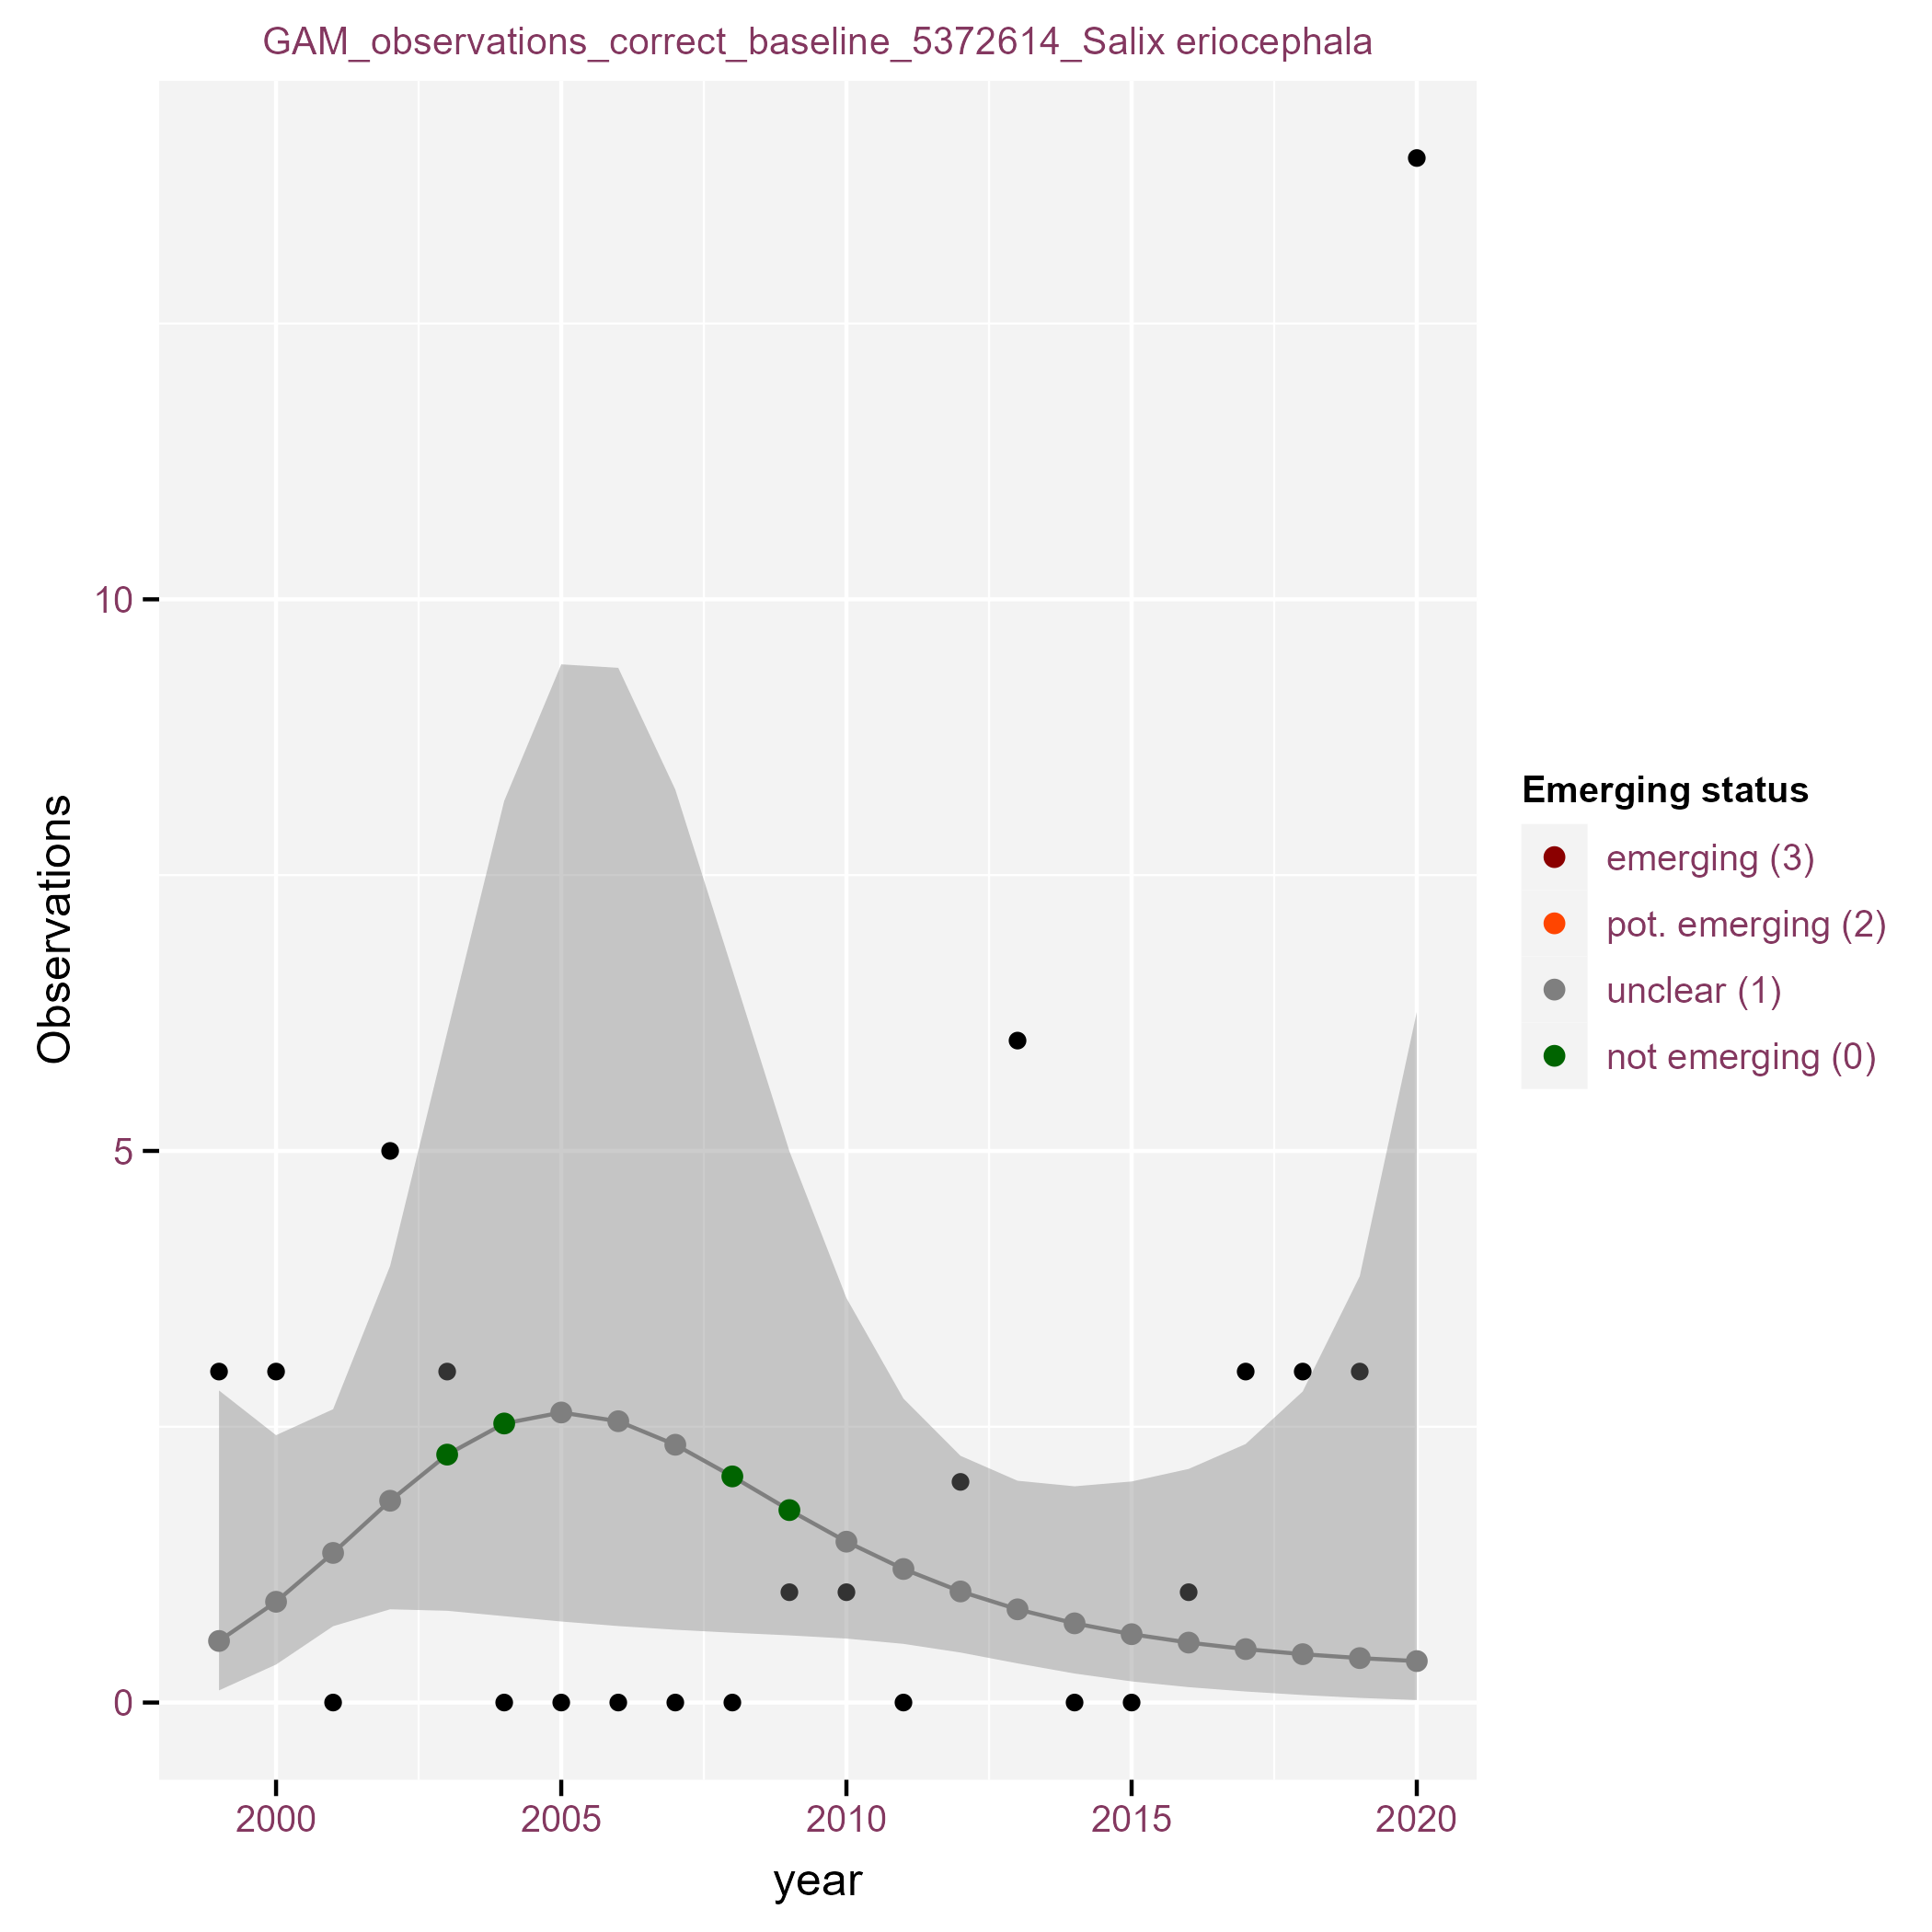 GAM_observations_correct_baseline_5372614_Salix eriocephala
Observations
10
5
0
2000 2005 2010 2015 2020
year
Emerging status
emerging (3)
pot. emerging (2)
unclear (1)
not emerging (0)